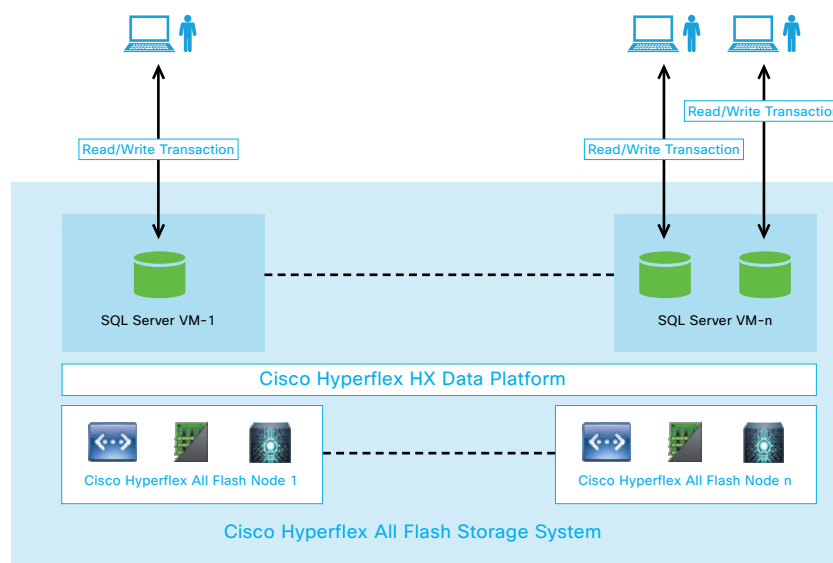 Read/Write Transaction
Read/Write Transaction
Read/Write Transaction
SQL Server VM-1
SQL Server VM-n
Cisco Hyperflex HX Data Platform
Cisco Hyperflex All Flash Node 1
Cisco Hyperflex All Flash Node n
Cisco Hyperflex All Flash Storage System